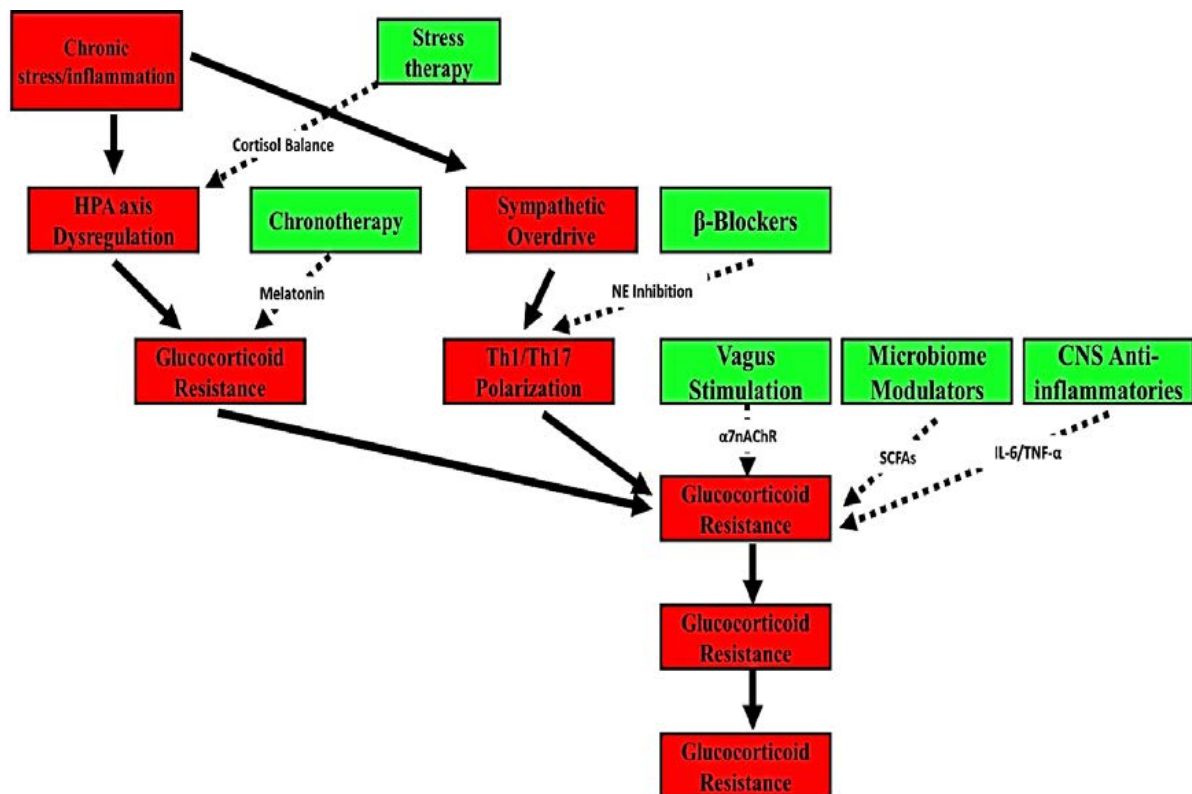 Chronic
stress/inflammation
Stress
therapy
Cortisol Balance
HPA axis
Dysregulation
Chronotherapy
Sympathetic
Overdrive
β-Blockers
Melatonin
NE Inhibition
Glucocorticoid
Resistance
Th1/Th17
Polarization
Vagus
Stimulation
Microbiome
Modulators
CNS Anti-
inflammatories
α7nAChR
SCFAs
IL-6/TNF-α
Glucocorticoid
Resistance
Glucocorticoid
Resistance
Glucocorticoid
Resistance